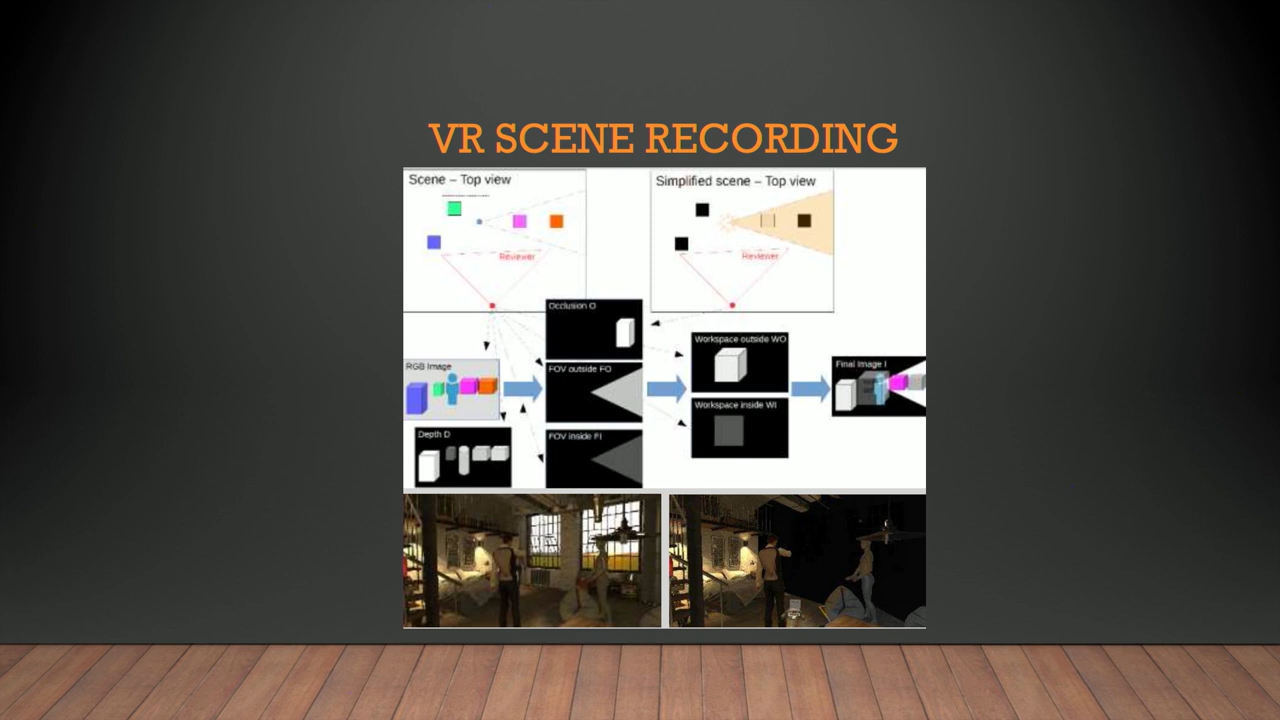 VR SCENE RECORDING
Scene – Top view
Reviewer
Simplified scene – Top view
Reviewer
Occlusion O
RGB Image
FOV outside FO
Workspace outside WO
Final Image I
Workspace inside WI
Depth D
FOV inside FI